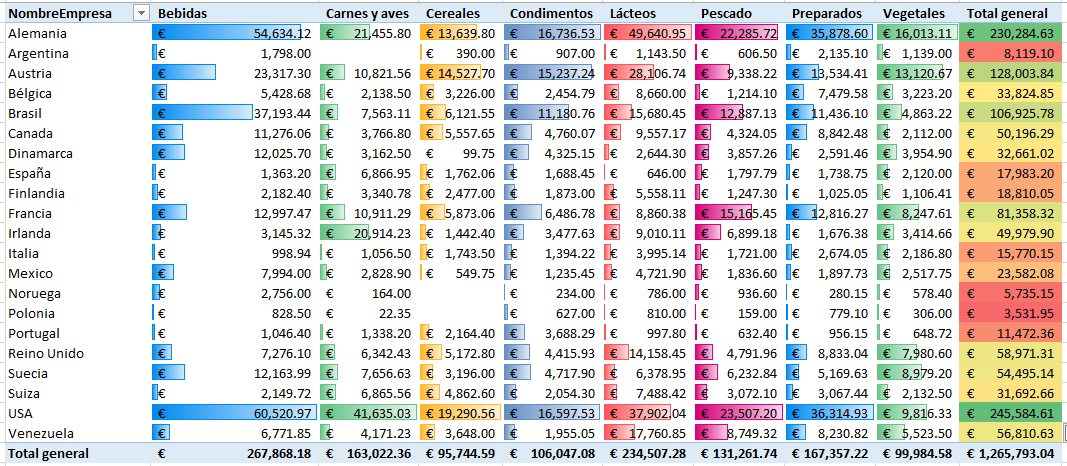 NombreEmpresa Bebidas Carnes y aves Cereales Condimentos Lácteos Pescado Preparados Vegetales Total general
Alemania € 54,634.12 € 21,455.80 € 13,639.80 € 16,736.53 € 49,640.95 € 22,285.72 € 35,878.60 € 16,013.11 € 230,284.63
Argentina € 1,798.00 € 390.00 € 907.00 € 1,143.50 € 606.50 € 2,135.10 € 1,139.00 € 8,119.10
Austria € 23,317.30 € 10,821.56 € 14,527.70 € 15,237.24 € 28,106.74 € 9,338.22 € 13,534.41 € 13,120.67 € 128,003.84
Bélgica € 5,428.68 € 2,138.50 € 3,226.00 € 2,454.79 € 8,660.00 € 1,214.10 € 7,479.58 € 3,223.20 € 33,824.85
Brasil € 37,193.44 € 7,563.11 € 6,121.55 € 11,180.76 € 15,680.45 € 12,887.13 € 11,436.10 € 4,863.22 € 106,925.78
Canada € 11,276.06 € 3,766.80 € 5,557.65 € 4,760.07 € 9,557.17 € 4,324.05 € 8,842.48 € 2,112.00 € 50,196.29
Dinamarca € 12,025.70 € 3,162.50 € 99.75 € 4,325.15 € 2,644.30 € 3,857.26 € 2,591.46 € 3,954.90 € 32,661.02
España € 1,363.20 € 6,866.95 € 1,762.06 € 1,688.45 € 646.00 € 1,797.79 € 1,738.75 € 2,120.00 € 17,983.20
Finlandia € 2,182.40 € 3,340.78 € 2,477.00 € 1,873.00 € 5,558.11 € 1,247.30 € 1,025.05 € 1,106.41 € 18,810.05
Francia € 12,997.47 € 10,911.29 € 5,873.06 € 6,486.78 € 8,860.38 € 15,165.45 € 12,816.27 € 8,247.61 € 81,358.32
Irlanda € 3,145.32 € 20,914.23 € 1,442.40 € 3,477.63 € 9,010.11 € 6,899.18 € 1,676.38 € 3,414.66 € 49,979.90
Italia € 998.94 € 1,056.50 € 1,743.50 € 1,394.22 € 3,995.14 € 1,721.00 € 2,674.05 € 2,186.80 € 15,770.15
Mexico € 7,994.00 € 2,828.90 € 549.75 € 1,235.45 € 4,721.90 € 1,836.60 € 1,897.73 € 2,517.75 € 23,582.08
Noruega € 2,756.00 € 164.00 € 234.00 € 786.00 € 936.60 € 280.15 € 578.40 € 5,735.15
Polonia € 828.50 € 22.35 € 627.00 € 810.00 € 159.00 € 779.10 € 306.00 € 3,531.95
Portugal € 1,046.40 € 1,338.20 € 2,164.40 € 3,688.29 € 997.80 € 632.40 € 956.15 € 648.72 € 11,472.36
Reino Unido € 7,276.10 € 6,342.43 € 5,172.80 € 4,415.93 € 14,158.45 € 4,791.96 € 8,833.04 € 7,980.60 € 58,971.31
Suecia € 12,163.99 € 7,656.63 € 3,196.00 € 4,717.90 € 6,378.95 € 6,232.84 € 5,169.63 € 8,979.20 € 54,495.14
Suiza € 2,149.72 € 6,865.56 € 4,862.60 € 2,054.30 € 7,488.42 € 3,072.10 € 3,067.44 € 2,132.50 € 31,692.66
USA € 60,520.97 € 41,635.03 € 19,290.56 € 16,597.53 € 37,902.04 € 23,507.20 € 36,314.93 € 9,816.33 € 245,584.61
Venezuela € 6,771.85 € 4,171.23 € 3,648.00 € 1,955.05 € 17,760.85 € 8,749.32 € 8,230.82 € 5,523.50 € 56,810.63
Total general € 267,868.18 € 163,022.36 € 95,744.59 € 106,047.08 € 234,507.28 € 131,261.74 € 167,357.22 € 99,984.58 € 1,265,793.04